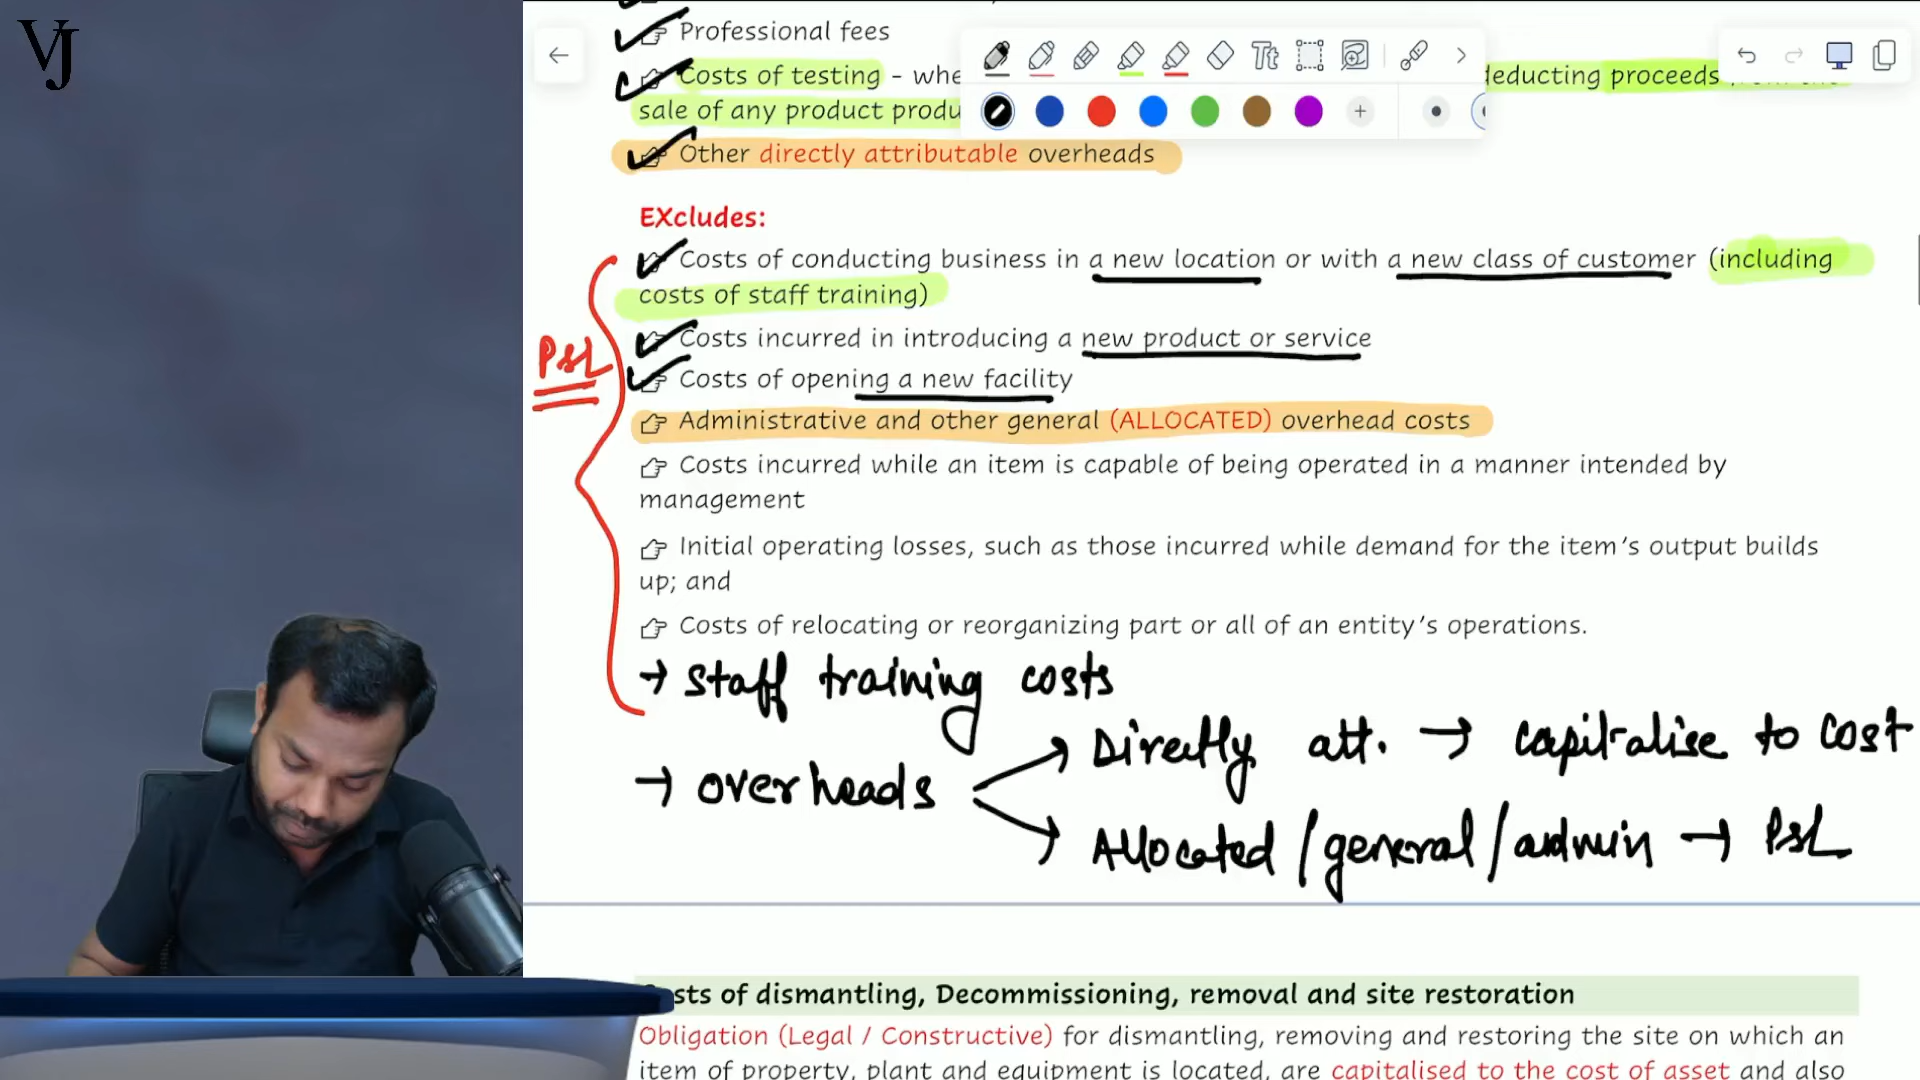 VJ
Professional fees
Costs of testing - whe deducting proceeds
sale of any product produ
Other directly attributable overheads
EXcludes:
Costs of conducting business in a new location or with a new class of customer (including
costs of staff training)
Costs incurred in introducing a new product or service
P&L
Costs of opening a new facility
Administrative and other general (ALLOCATED) overhead costs
Costs incurred while an item is capable of being operated in a manner intended by
management
Initial operating losses, such as those incurred while demand for the item's output builds
up; and
Costs of relocating or reorganizing part or all of an entity's operations.
→ staff training costs
→ overheads
Directly att. → capitalise to cost
Allocated / general / admin → P&L
sts of dismantling, Decommissioning, removal and site restoration
Obligation (Legal / Constructive) for dismantling, removing and restoring the site on which an
item of property, plant and equipment is located, are capitalised to the cost of asset and also